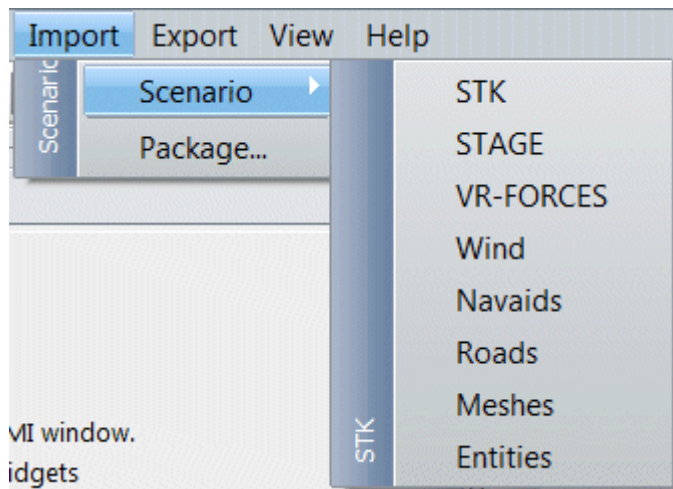 Import Export View Help
Scenario
Scenario
Package...
STK
STAGE
VR-FORCES
Wind
Navaids
Roads
Meshes
Entities
STK
MI window.
idgets